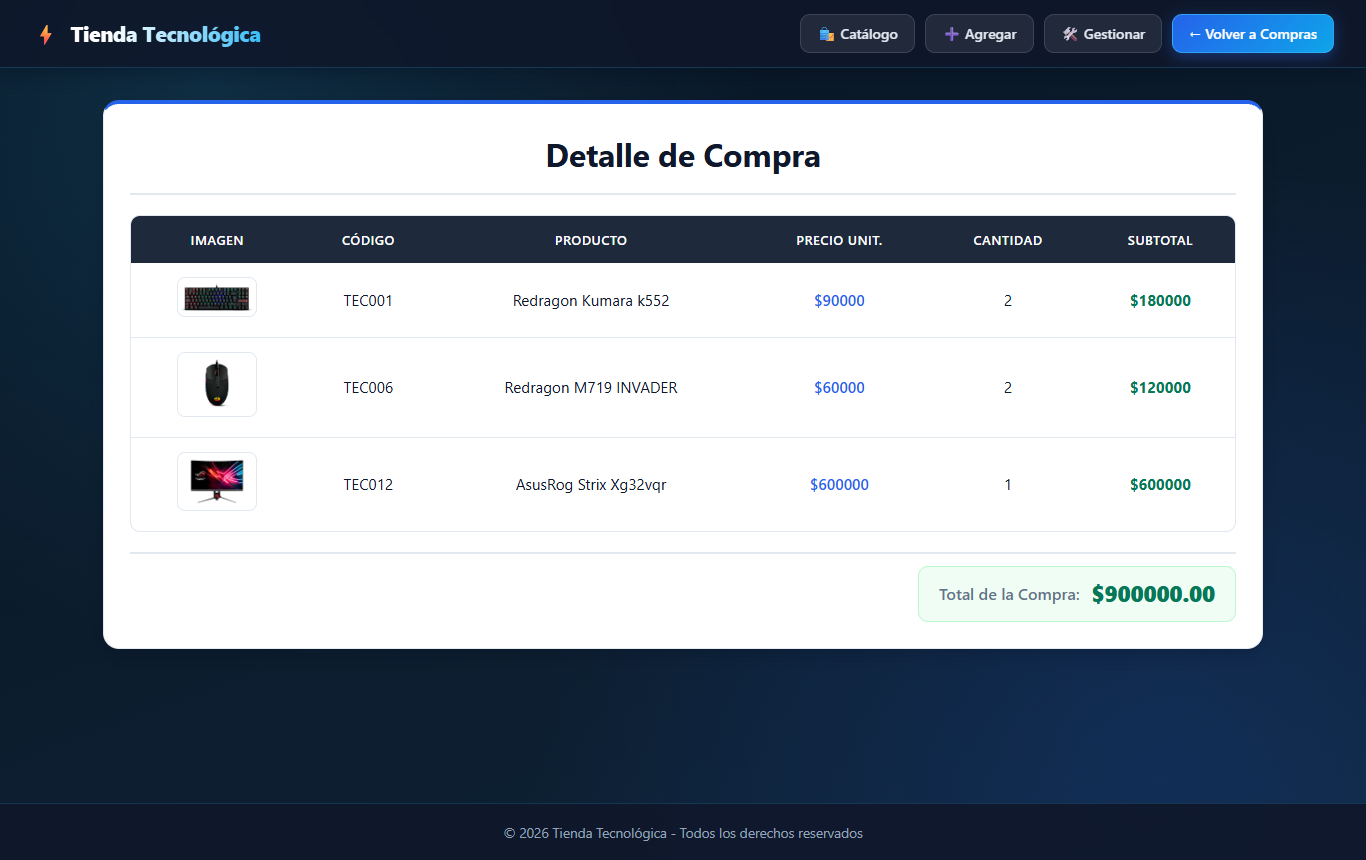 Tienda Tecnológica
Catálogo
Agregar
Gestionar
← Volver a Compras
Detalle de Compra
IMAGEN CÓDIGO PRODUCTO PRECIO UNIT. CANTIDAD SUBTOTAL
TEC001 Redragon Kumara k552 $90000 2 $180000
TEC006 Redragon M719 INVADER $60000 2 $120000
TEC012 AsusRog Strix Xg32vqr $600000 1 $600000
Total de la Compra: $900000.00
© 2026 Tienda Tecnológica - Todos los derechos reservados